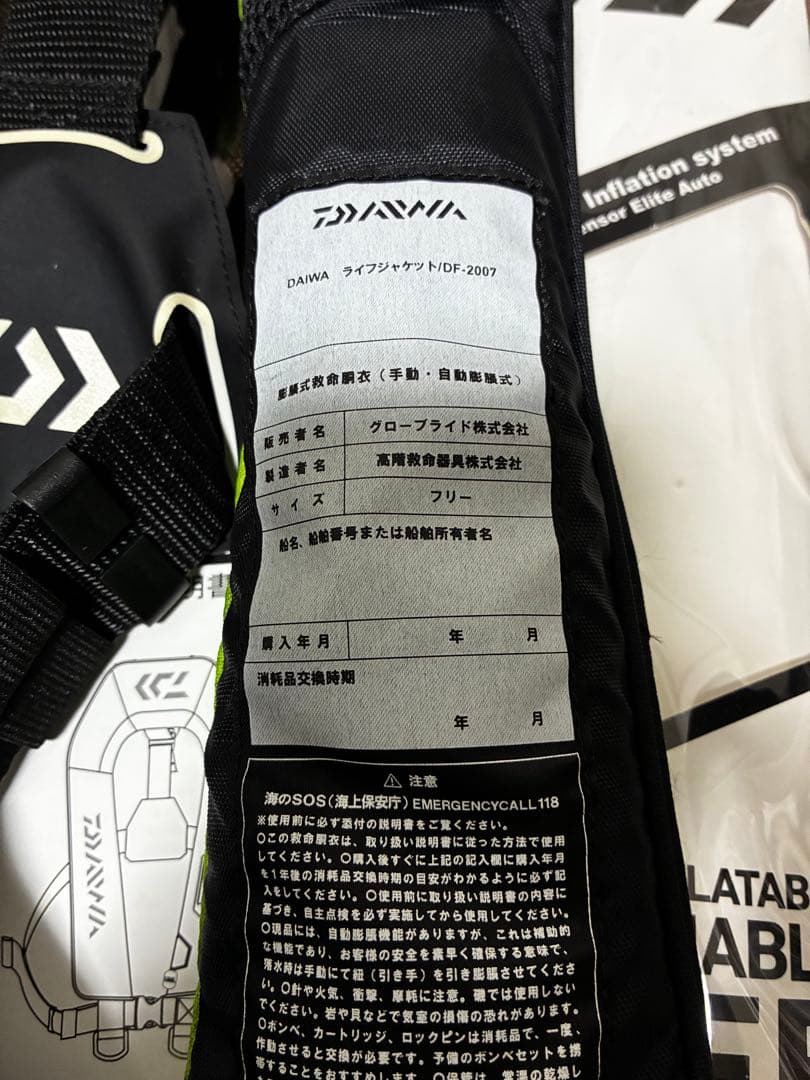 Inflation system
ensor Elite Auto
DAIWA
DAIWA ライフジャケット/DF-2007
膨脹式救命胴衣（手動・自動膨脹式）
販売者名 グローブライド株式会社
製造者名 高階救命器具株式会社
サイズ フリー
船名、船舶番号または船舶所有者名
購入年月 年 月
消耗品交換時期
年 月
⚠ 注意
海のSOS（海上保安庁）EMERGENCYCALL118
※使用前に必ず添付の説明書をご覧ください。
〇この救命胴衣は、取り扱い説明書に従った方法で使用
してください。〇購入後すぐに上記の記入欄に購入年月
を1年後の消耗品交換時期の目安がわかるように必ず記
入をしてください。〇使用前に取り扱い説明書の内容に
基づき、自主点検を必ず実施してから使用してください。
〇現品には、自動膨脹機能がありますが、これは補助的
な機能であり、お客様の安全を素早く確保する意味で、
落水時は手動にて紐（引き手）を引き膨脹させてくださ
い。〇針や火気、衝撃、摩耗に注意。磯では使用しない
でください。岩や貝などで気室の損傷の恐れがあります。
〇ボンベ、カートリッジ、ロックピンは消耗品で、一度、
作動させると交換が必要です。予備のボンベセットを携
帯することをおすすめします。〇保管は、常温の乾燥し
明書
DAIWA
LATAB
ABL